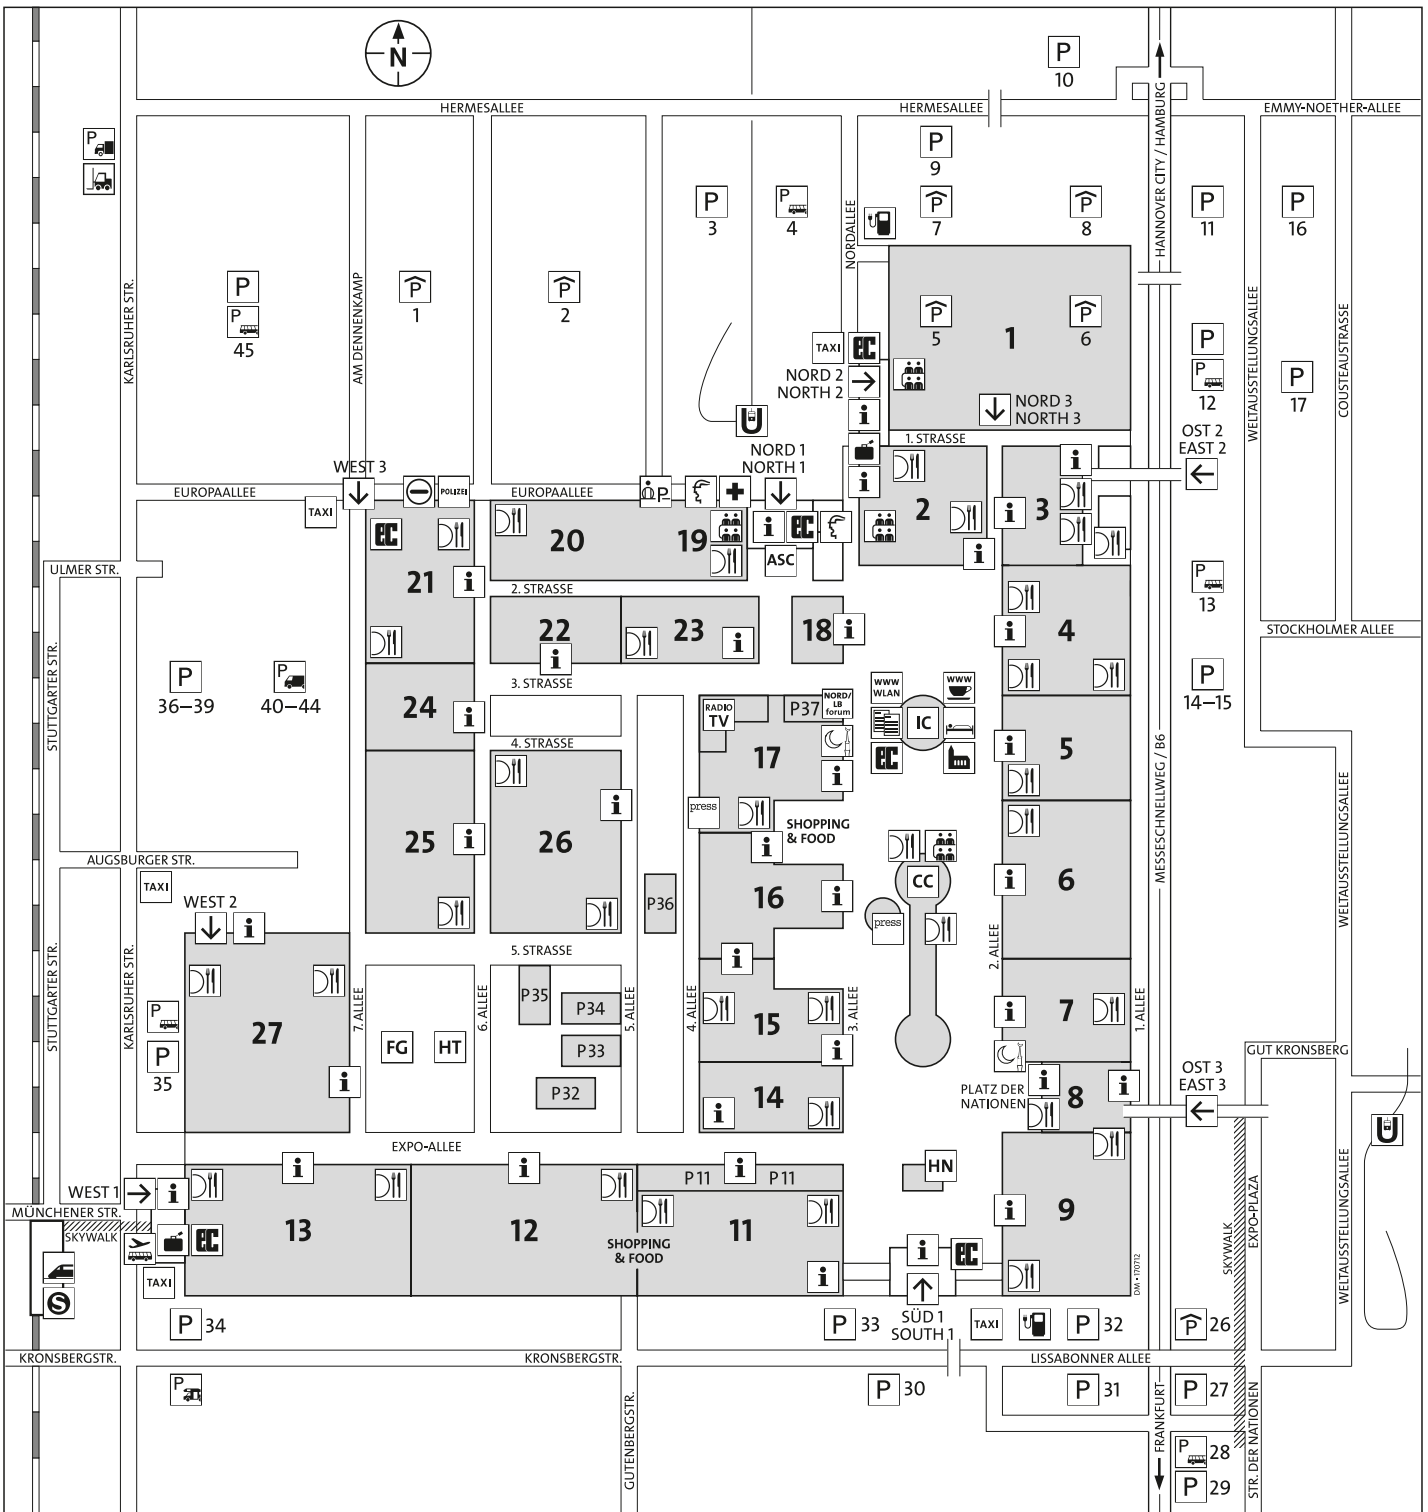 N
P
10
HERMESALLEE
HERMESALLEE
EMMY-NOETHER-ALLEE
HANNOVER CITY / HAMBURG
P
P
9
P
3
P
4
NORDALLEE
P
7
P
8
P
11
P
16
KARLSRUHER STR.
P
P
45
AM DENNENKAMP
P
1
P
2
P
5
1
P
6
WELTAUSSTELLUNGSALLEE
COUSTEAUSTRASSE
P
P
12
P
17
TAXI
EC
NORD 2
NORTH 2
i
NORD 3
NORTH 3
U
NORD 1
NORTH 1
1. STRASSE
OST 2
EAST 2
WEST 3
EUROPAALLEE
TAXI
POLIZEI
EUROPAALLEE
P
i
i
EC
20
19
i
EC
ASC
2
i
i
i
3
ULMER STR.
21
i
2. STRASSE
P
13
22
i
23
i
18
i
i
4
STOCKHOLMER ALLEE
STUTTGARTER STR.
P
36–39
P
40–44
3. STRASSE
24
i
RADIO
TV
P37
NORD/
LB
forum
WWW
WLAN
WWW
IC
EC
P
14–15
4. STRASSE
17
i
i
5
25
i
26
i
press
SHOPPING
& FOOD
i
MESSESCHNELLWEG / B6
WELTAUSSTELLUNGSALLEE
AUGSBURGER STR.
TAXI
WEST 2
i
P36
16
i
CC
press
i
6
5. STRASSE
i
2. ALLEE
STUTTGARTER STR.
KARLSRUHER STR.
P
P
35
27
i
7. ALLEE
FG
HT
6. ALLEE
P35
P34
P33
P32
5. ALLEE
4. ALLEE
15
3. ALLEE
i
i
7
1. ALLEE
GUT KRONSBERG
i
14
PLATZ DER
NATIONEN
i
8
i
OST 3
EAST 3
U
EXPO-ALLEE
WEST 1
i
MÜNCHENER STR.
SKYWALK
EC
TAXI
S
i
13
i
12
SHOPPING
& FOOD
P11
i
P11
11
i
HN
i
EC
i
9
DM • 170712
SKYWALK
EXPO-PLAZA
WELTAUSSTELLUNGSALLEE
P 34
P 33
SÜD 1
SOUTH 1
TAXI
P 32
P 26
KRONSBERGSTR.
KRONSBERGSTR.
LISSABONNER ALLEE
P
P 30
P 31
P 27
GUTENBERGSTR.
FRANKFURT
P 28
P 29
STR. DER NATIONEN